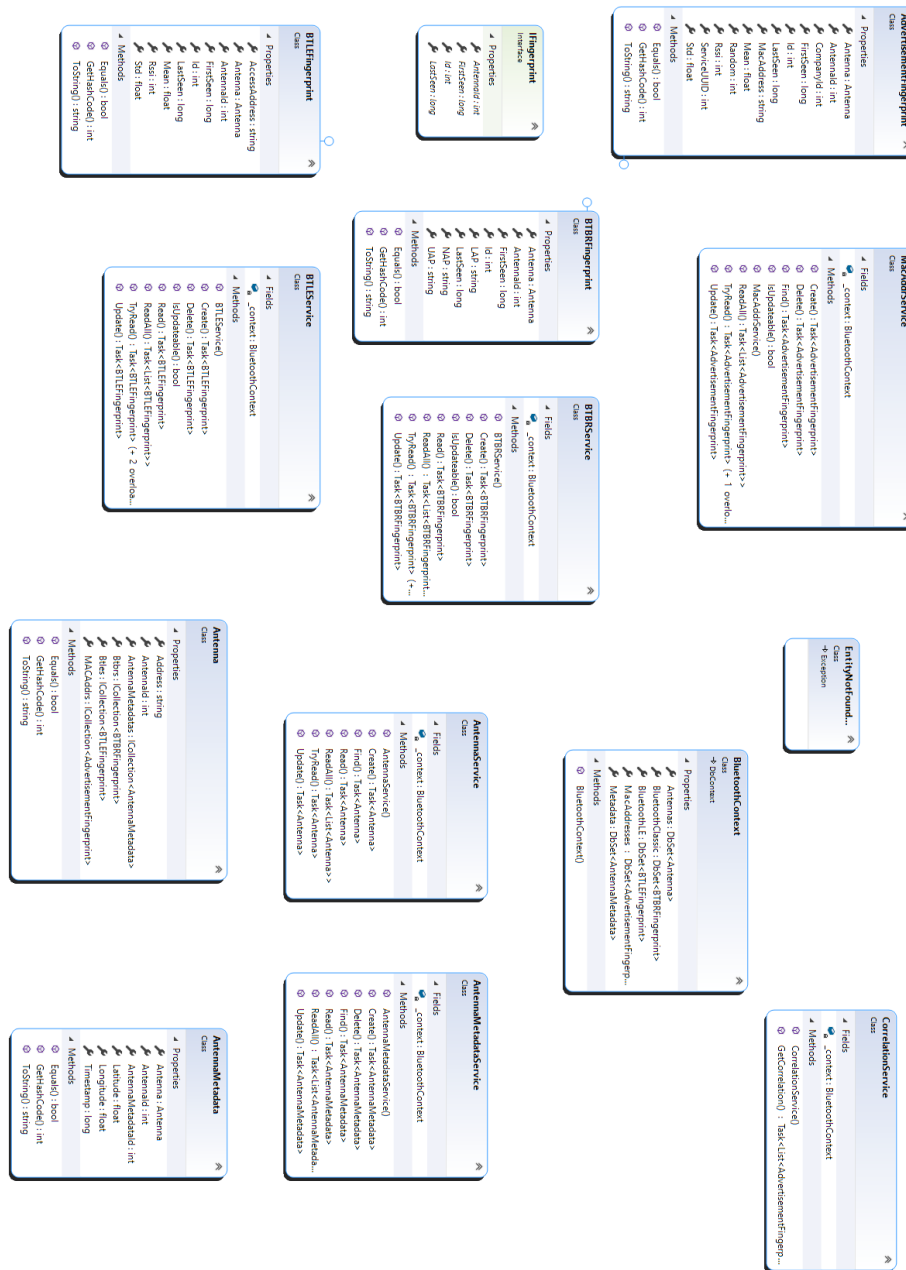 AdvertisementFingerprint
Class
Properties
Antenna : Antenna
AntennaId : int
CompanyId : int
FirstSeen : long
Id : int
LastSeen : long
MacAddress : string
Mean : float
Random : int
Rssi : int
ServiceUUID : int
Std : float
Methods
Equals() : bool
GetHashCode() : int
ToString() : string
MacAddrService
Class
Fields
_context : BluetoothContext
Methods
Create() : Task<AdvertisementFingerprint>
Delete() : Task<AdvertisementFingerprint>
Find() : Task<AdvertisementFingerprint>
IsUpdateable() : bool
MacAddrService()
ReadAll() : Task<List<AdvertisementFingerprint>>
TryRead() : Task<AdvertisementFingerprint> (+ 1 overlo...
Update() : Task<AdvertisementFingerprint>
EntityNotFound...
Class
Exception
BluetoothContext
Class
DbContext
Properties
Antennas : DbSet<Antenna>
BluetoothClassic : DbSet<BTBRFingerprint>
BluetoothLE : DbSet<BTLEFingerprint>
MacAddresses : DbSet<AdvertisementFingerp...
Metadata : DbSet<AntennaMetadata>
Methods
BluetoothContext()
CorrelationService
Class
Fields
_context : BluetoothContext
Methods
CorrelationService()
GetCorrelation() : Task<List<AdvertisementFingerp...
IFingerprint
Interface
Properties
AntennaId : int
FirstSeen : long
Id : int
LastSeen : long
BTBRFingerprint
Class
Properties
Antenna : Antenna
AntennaId : int
FirstSeen : long
Id : int
LAP : string
LastSeen : long
NAP : string
UAP : string
Methods
Equals() : bool
GetHashCode() : int
ToString() : string
BTBRService
Class
Fields
_context : BluetoothContext
Methods
BTBRService()
Create() : Task<BTBRFingerprint>
Delete() : Task<BTBRFingerprint>
IsUpdateable() : bool
Read() : Task<BTBRFingerprint>
ReadAll() : Task<List<BTBRFingerprint...
TryRead() : Task<BTBRFingerprint> (+...
Update() : Task<BTBRFingerprint>
AntennaService
Class
Fields
_context : BluetoothContext
Methods
AntennaService()
Create() : Task<Antenna>
Find() : Task<Antenna>
Read() : Task<Antenna>
ReadAll() : Task<List<Antenna>>
TryRead() : Task<Antenna>
Update() : Task<Antenna>
AntennaMetadataService
Class
Fields
_context : BluetoothContext
Methods
AntennaMetadataService()
Create() : Task<AntennaMetadata>
Delete() : Task<AntennaMetadata>
Find() : Task<AntennaMetadata>
Read() : Task<AntennaMetadata>
ReadAll() : Task<List<AntennaMetada...
Update() : Task<AntennaMetadata>
BTLEFingerprint
Class
Properties
AccessAddress : string
Antenna : Antenna
AntennaId : int
FirstSeen : long
Id : int
LastSeen : long
Mean : float
Rssi : int
Std : float
Methods
Equals() : bool
GetHashCode() : int
ToString() : string
BTLEService
Class
Fields
_context : BluetoothContext
Methods
BTLEService()
Create() : Task<BTLEFingerprint>
Delete() : Task<BTLEFingerprint>
IsUpdateable() : bool
Read() : Task<BTLEFingerprint>
ReadAll() : Task<List<BTLEFingerprint>>
TryRead() : Task<BTLEFingerprint> (+ 2 overloa...
Update() : Task<BTLEFingerprint>
Antenna
Class
Properties
Address : string
AntennaId : int
AntennaMetadatas : ICollection<AntennaMetadata>
Btbrs : ICollection<BTBRFingerprint>
Btles : ICollection<BTLEFingerprint>
MACAddrs : ICollection<AdvertisementFingerprint>
Methods
Equals() : bool
GetHashCode() : int
ToString() : string
AntennaMetadata
Class
Properties
Antenna : Antenna
AntennaId : int
AntennaMetadataId : int
Latitude : float
Longitude : float
Timestamp : long
Methods
Equals() : bool
GetHashCode() : int
ToString() : string